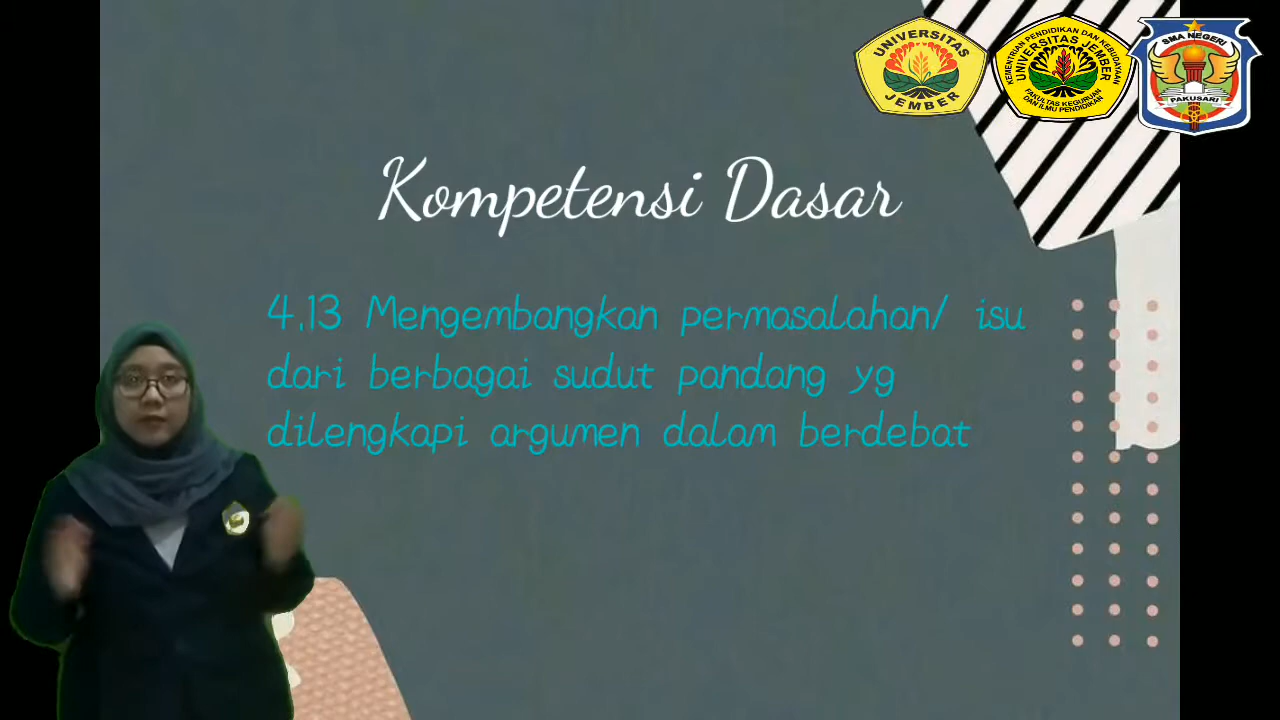 UNIVERSITAS
JEMBER
KEMENTRIAN PENDIDIKAN DAN KEBUDAYAAN
UNIVERSITAS JEMBER
FAKULTAS KEGURUAN
DAN ILMU PENDIDIKAN
SMA NEGERI
PAKUSARI
Kompetensi Dasar
4.13 Mengembangkan permasalahan/ isu
dari berbagai sudut pandang yg
dilengkapi argumen dalam berdebat